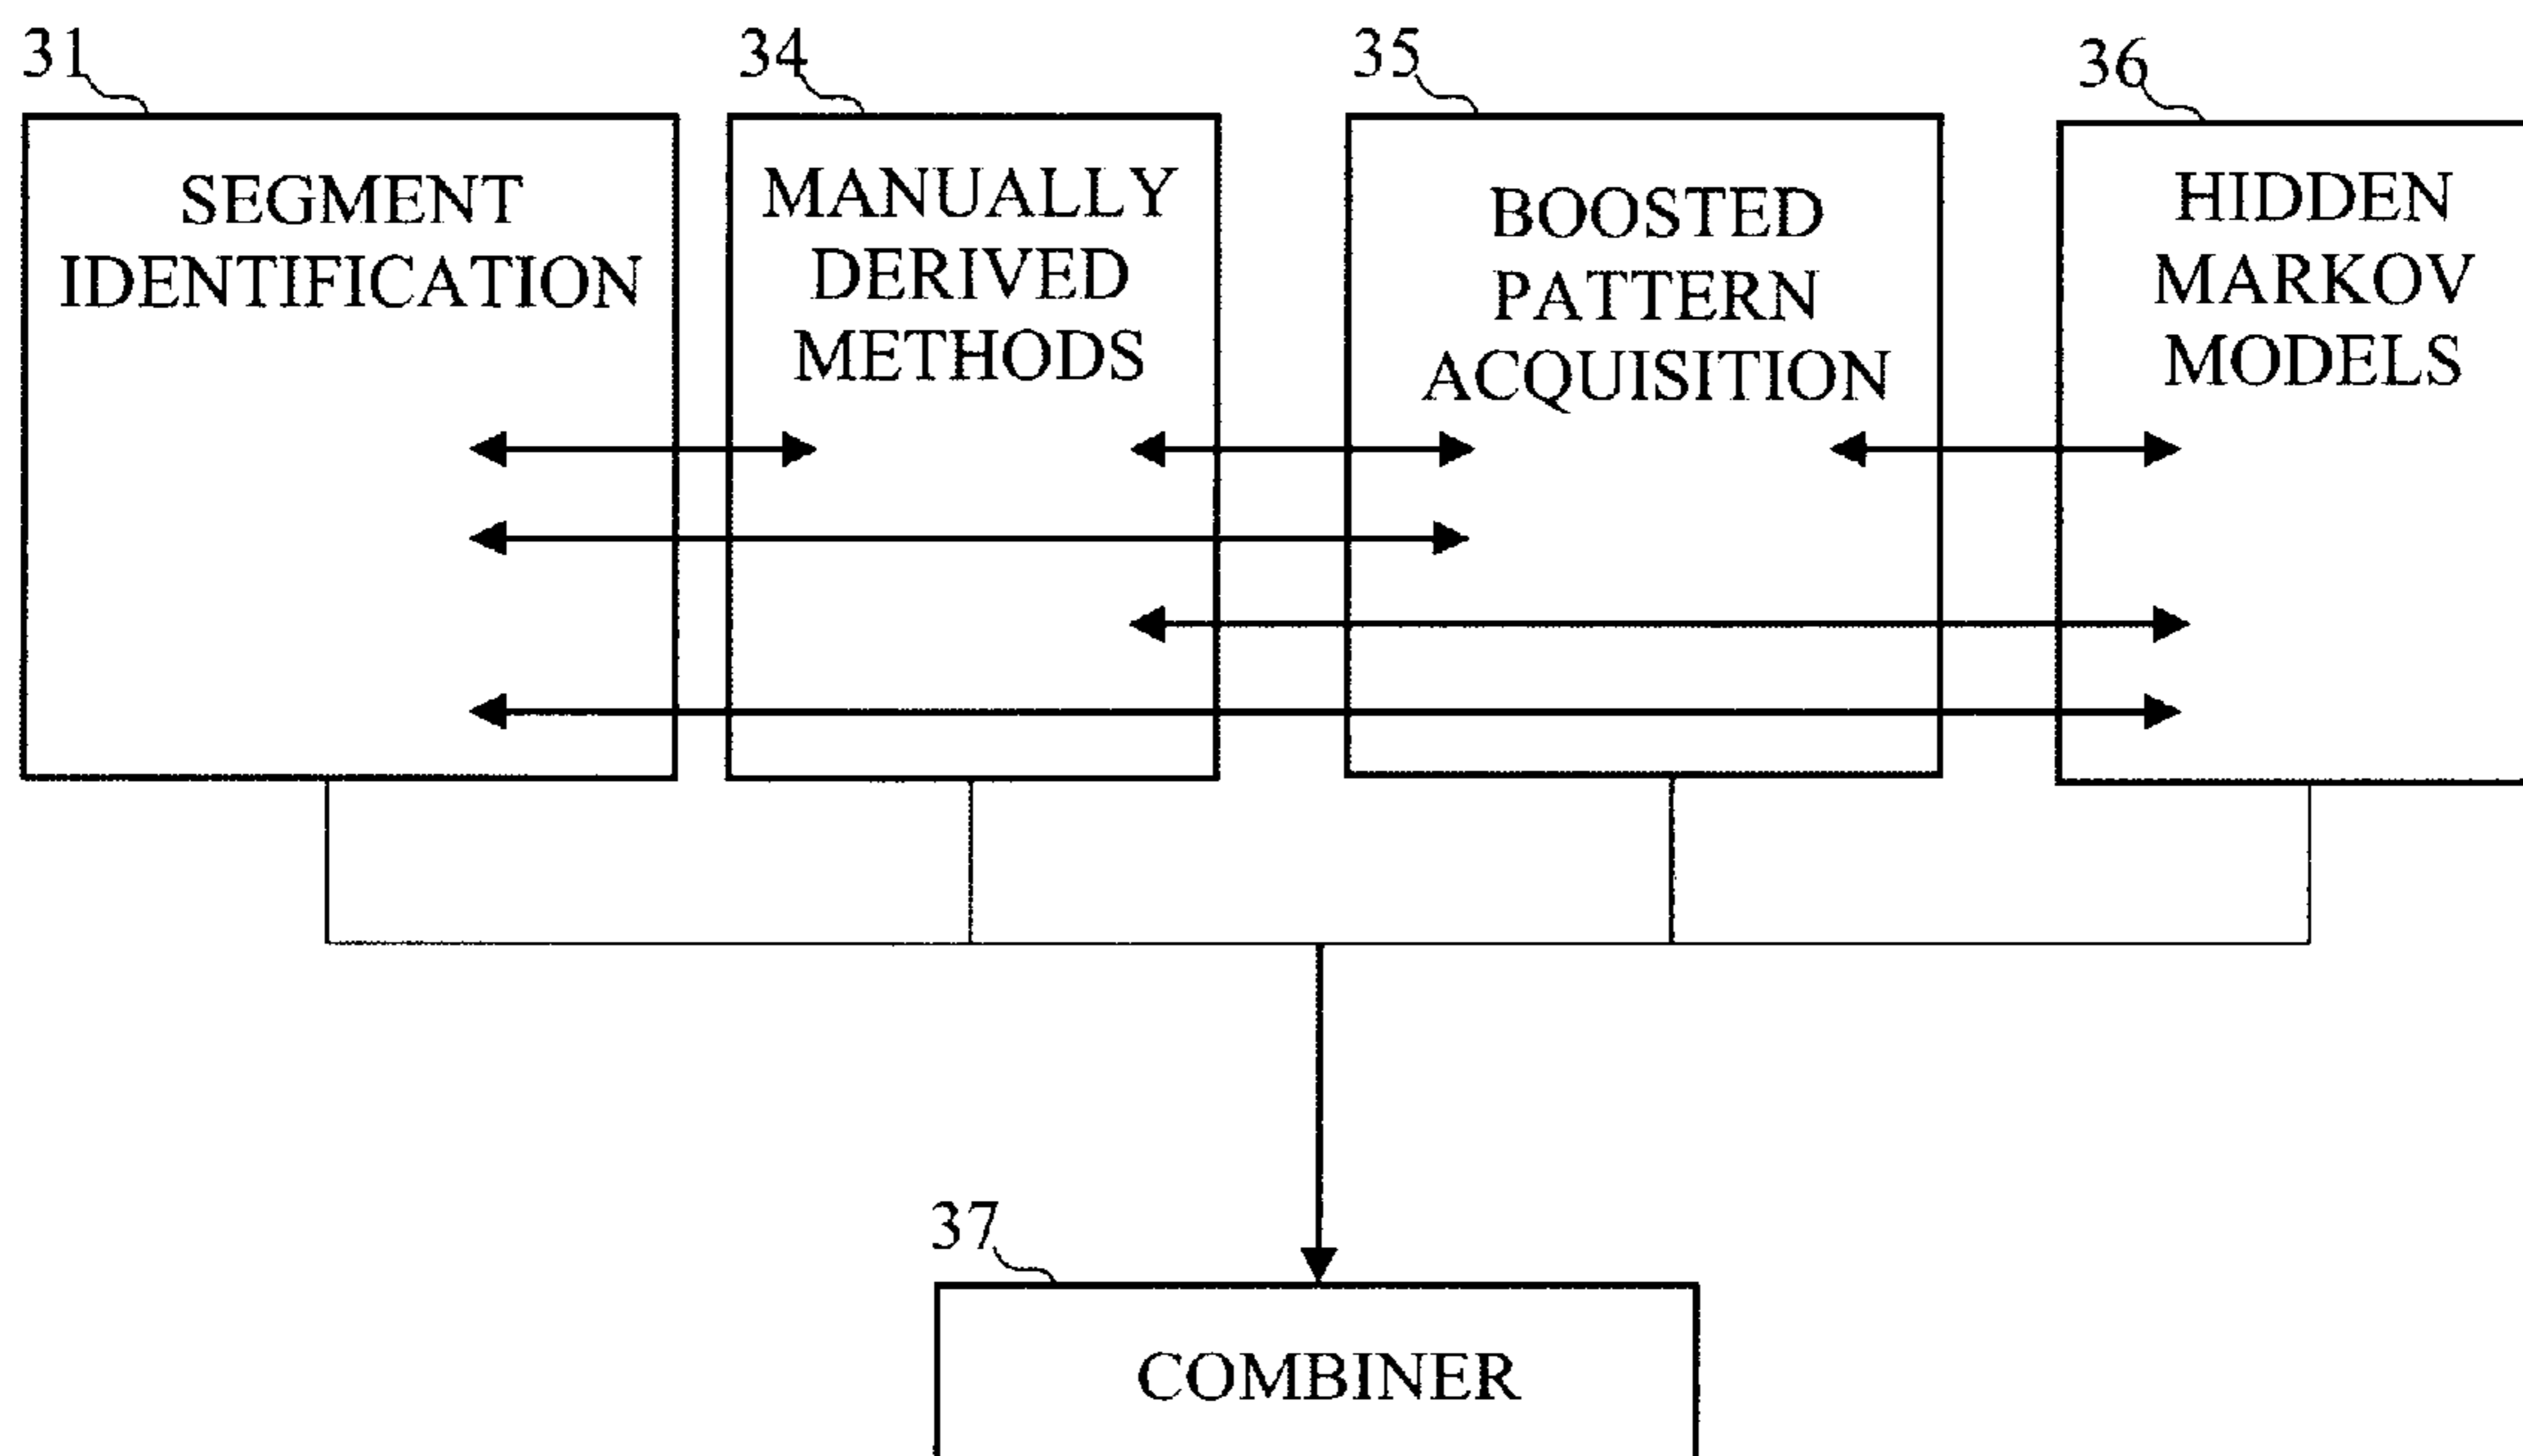 31
34
35
36
SEGMENT
IDENTIFICATION
MANUALLY
DERIVED
METHODS
BOOSTED
PATTERN
ACQUISITION
HIDDEN
MARKOV
MODELS
37
COMBINER